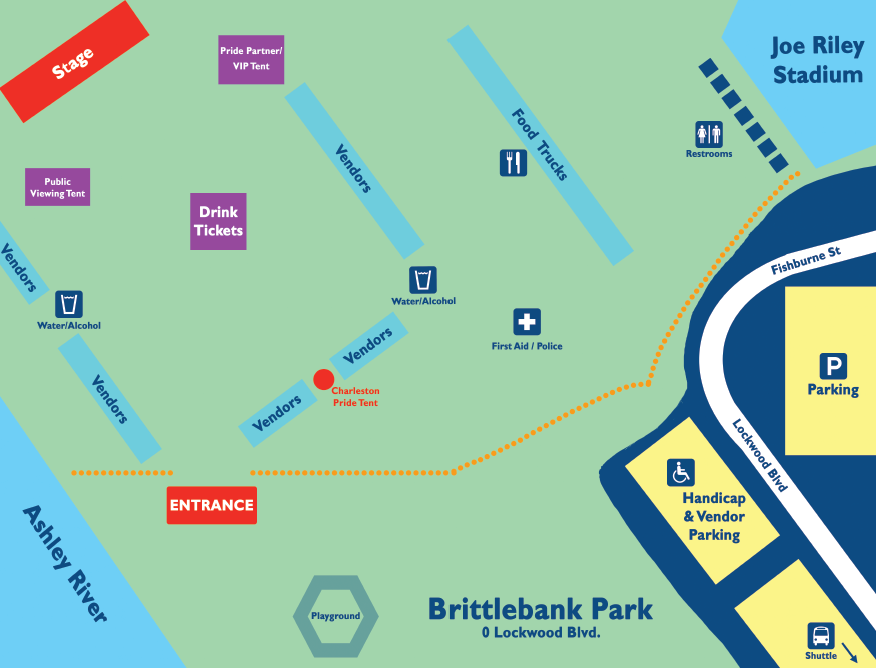 Stage
Pride Partner/
VIP Tent
Joe Riley
Stadium
Food Trucks
Restrooms
Vendors
Public
Viewing Tent
Drink
Tickets
Vendors
Water/Alcohol
Water/Alcohol
Fishburne St
First Aid / Police
Vendors
P
Parking
Charleston
Pride Tent
Vendors
Vendors
Lockwood Blvd
ENTRANCE
Handicap
& Vendor
Parking
Ashley River
Playground
Brittlebank Park
0 Lockwood Blvd.
Shuttle